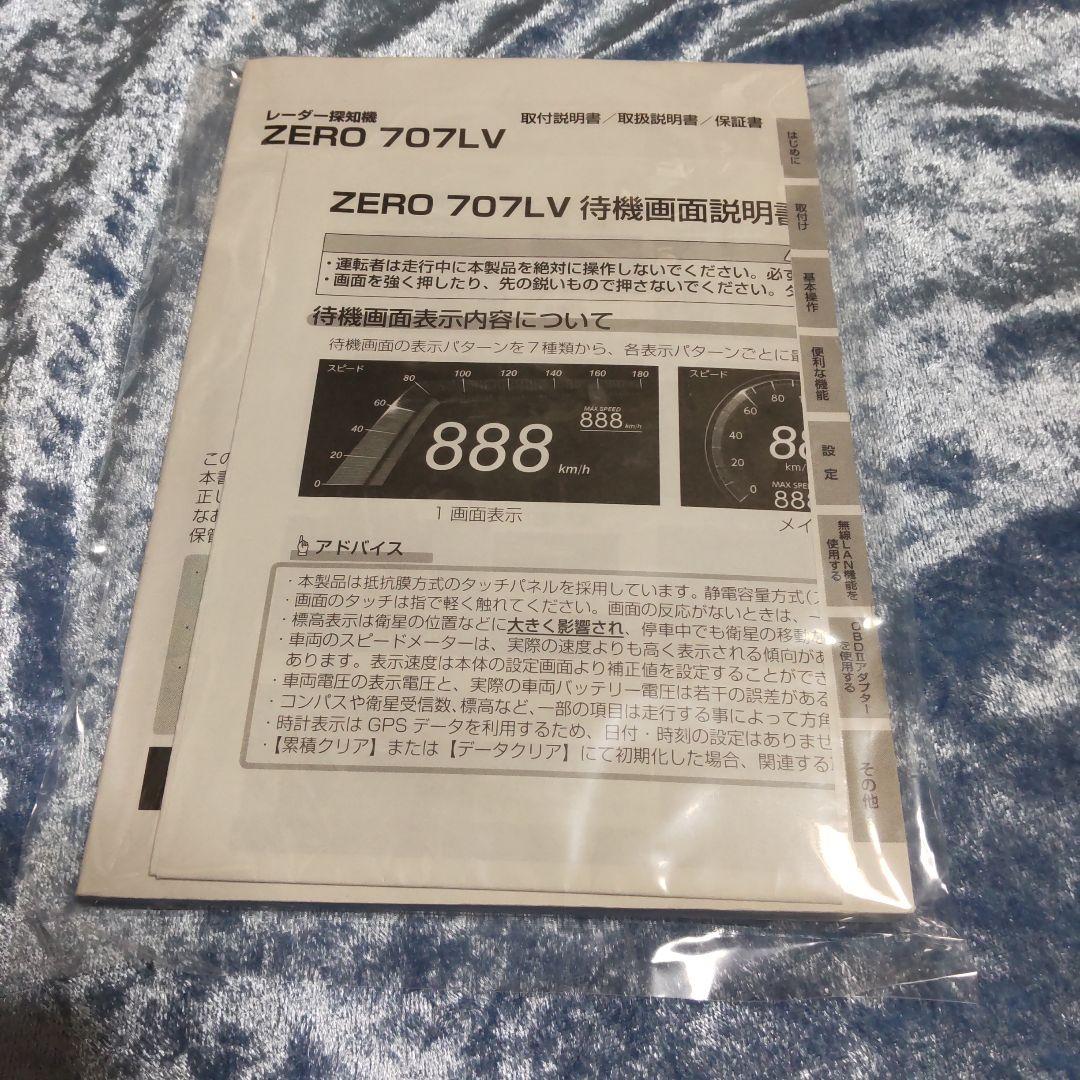 レーダー探知機
ZERO 707LV
取付説明書／取扱説明書／保証書
ZERO 707LV 待機画面説明書
・運転者は走行中に本製品を絶対に操作しないでください。必ず
・画面を強く押したり、先の鋭いもので押さないでください。タ
待機画面表示内容について
待機画面の表示パターンを7種類から、各表示パターンごとに最
スピード
0
20
40
60
80
100
120
140
160
180
MAX SPEED
888 km/h
888 km/h
1 画面表示
スピード
0
20
40
60
80
88
km/
MAX SPE
888
メイ
アドバイス
・本製品は抵抗膜方式のタッチパネルを採用しています。静電容量方式(
・画面のタッチは指で軽く触れてください。画面の反応がないときは、
・標高表示は衛星の位置などに大きく影響され、停車中でも衛星の移動
・車両のスピードメーターは、実際の速度よりも高く表示される傾向があ
あります。表示速度は本体の設定画面より補正値を設定することができ
・車両電圧の表示電圧と、実際の車両バッテリー電圧は若干の誤差がある
・コンパスや衛星受信数、標高など、一部の項目は走行する事によって方角
・時計表示は GPS データを利用するため、日付・時刻の設定はありませ
・【累積クリア】または【データクリア】にて初期化した場合、関連する
この
本書
正し
なお
保管
はじめに
取付け
基本操作
便利な機能
設 定
無線LAN機能を
使用する
OBDⅡアダプター
を使用する
その他